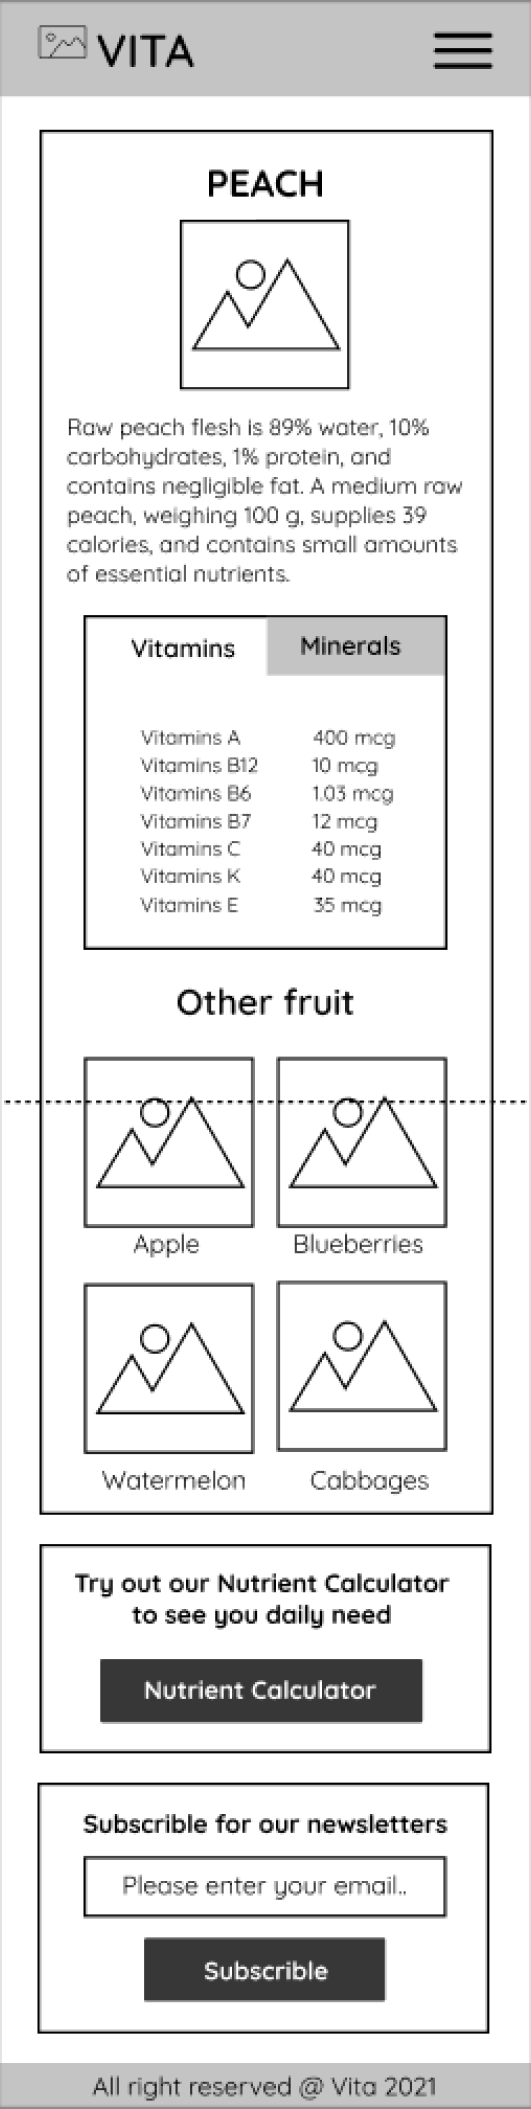 VITA
PEACH
Raw peach flesh is 89% water, 10%
carbohydrates, 1% protein, and
contains negligible fat. A medium raw
peach, weighing 100 g, supplies 39
calories, and contains small amounts
of essential nutrients.
Vitamins Minerals
Vitamins A 400 mcg
Vitamins B12 10 mcg
Vitamins B6 1.03 mcg
Vitamins B7 12 mcg
Vitamins C 40 mcg
Vitamins K 40 mcg
Vitamins E 35 mcg
Other fruit
Apple Blueberries
Watermelon Cabbages
Try out our Nutrient Calculator
to see you daily need
Nutrient Calculator
Subscrible for our newsletters
Please enter your email..
Subscrible
All right reserved @ Vita 2021